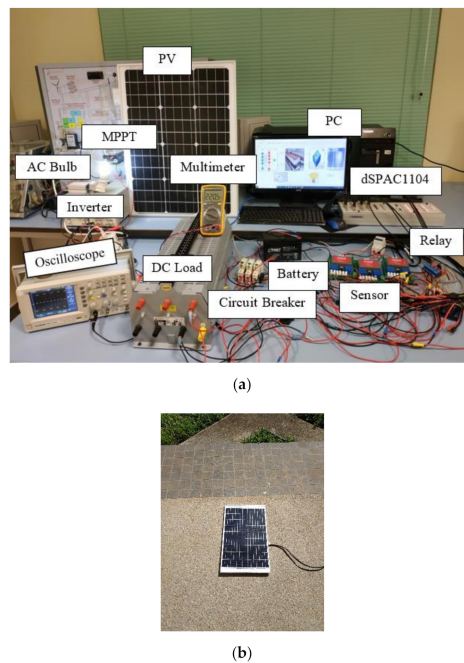 PV
PC
MPPT
AC Bulb
Multimeter
dSPAC1104
Inverter
Relay
Oscilloscope
DC Load
Battery
Sensor
Circuit Breaker
(a)
(b)